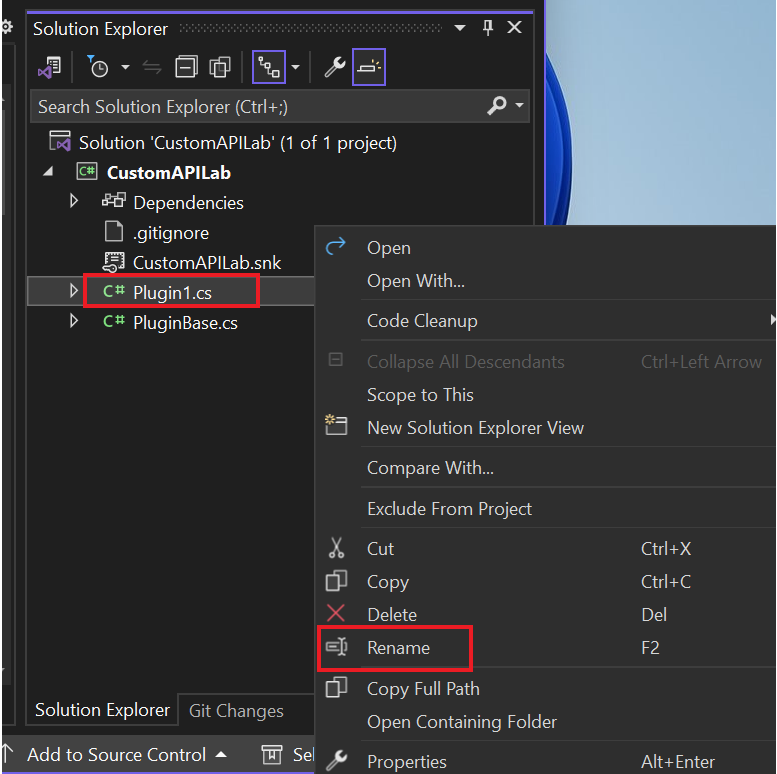 Solution Explorer
Search Solution Explorer (Ctrl+;)
Solution 'CustomAPILab' (1 of 1 project)
C# CustomAPILab
Dependencies
.gitignore
CustomAPILab.snk
C# Plugin1.cs
C# PluginBase.cs
Open
Open With...
Code Cleanup
Collapse All Descendants Ctrl+Left Arrow
Scope to This
New Solution Explorer View
Compare With...
Exclude From Project
Cut Ctrl+X
Copy Ctrl+C
Delete Del
Rename F2
Copy Full Path
Open Containing Folder
Properties Alt+Enter
Solution Explorer Git Changes
Add to Source Control